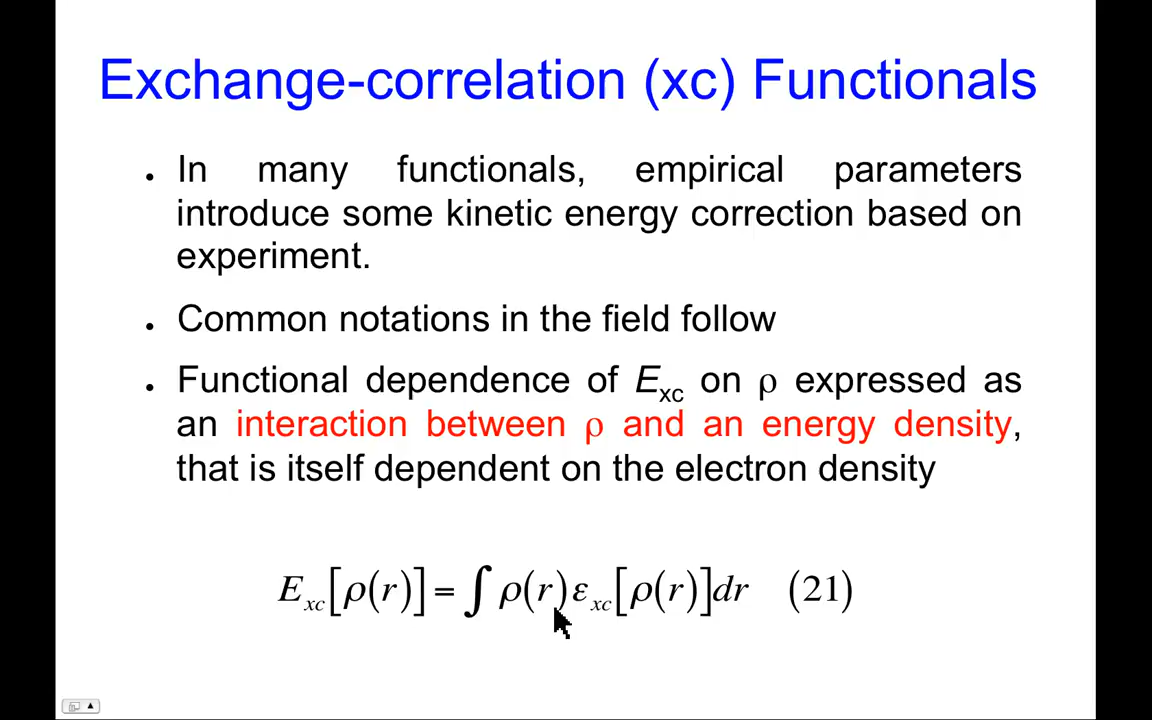 Exchange-correlation (xc) Functionals
• In many functionals, empirical parameters
introduce some kinetic energy correction based on
experiment.
• Common notations in the field follow
• Functional dependence of Exc on ρ expressed as
an interaction between ρ and an energy density,
that is itself dependent on the electron density
Exc[ρ(r)] = ∫ρ(r)εxc[ρ(r)]dr (21)